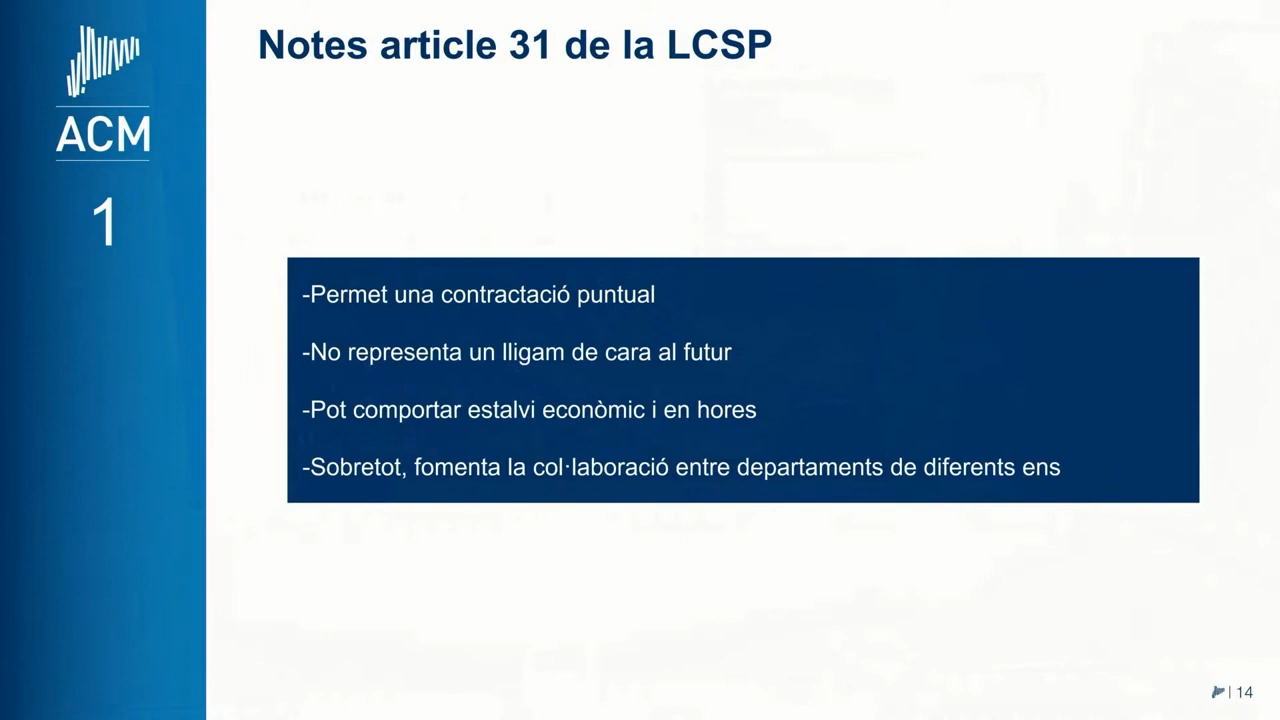 Notes article 31 de la LCSP
ACM
1
-Permet una contractació puntual
-No representa un lligam de cara al futur
-Pot comportar estalvi econòmic i en hores
-Sobretot, fomenta la col·laboració entre departaments de diferents ens
| 14